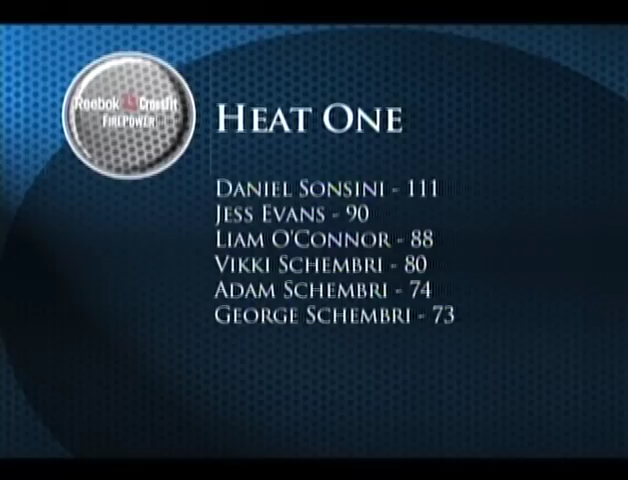 Reebok CrossFit
FirePower
Heat One
Daniel Sonsini - 111
Jess Evans - 90
Liam O'Connor - 88
Vikki Schembri - 80
Adam Schembri - 74
George Schembri - 73